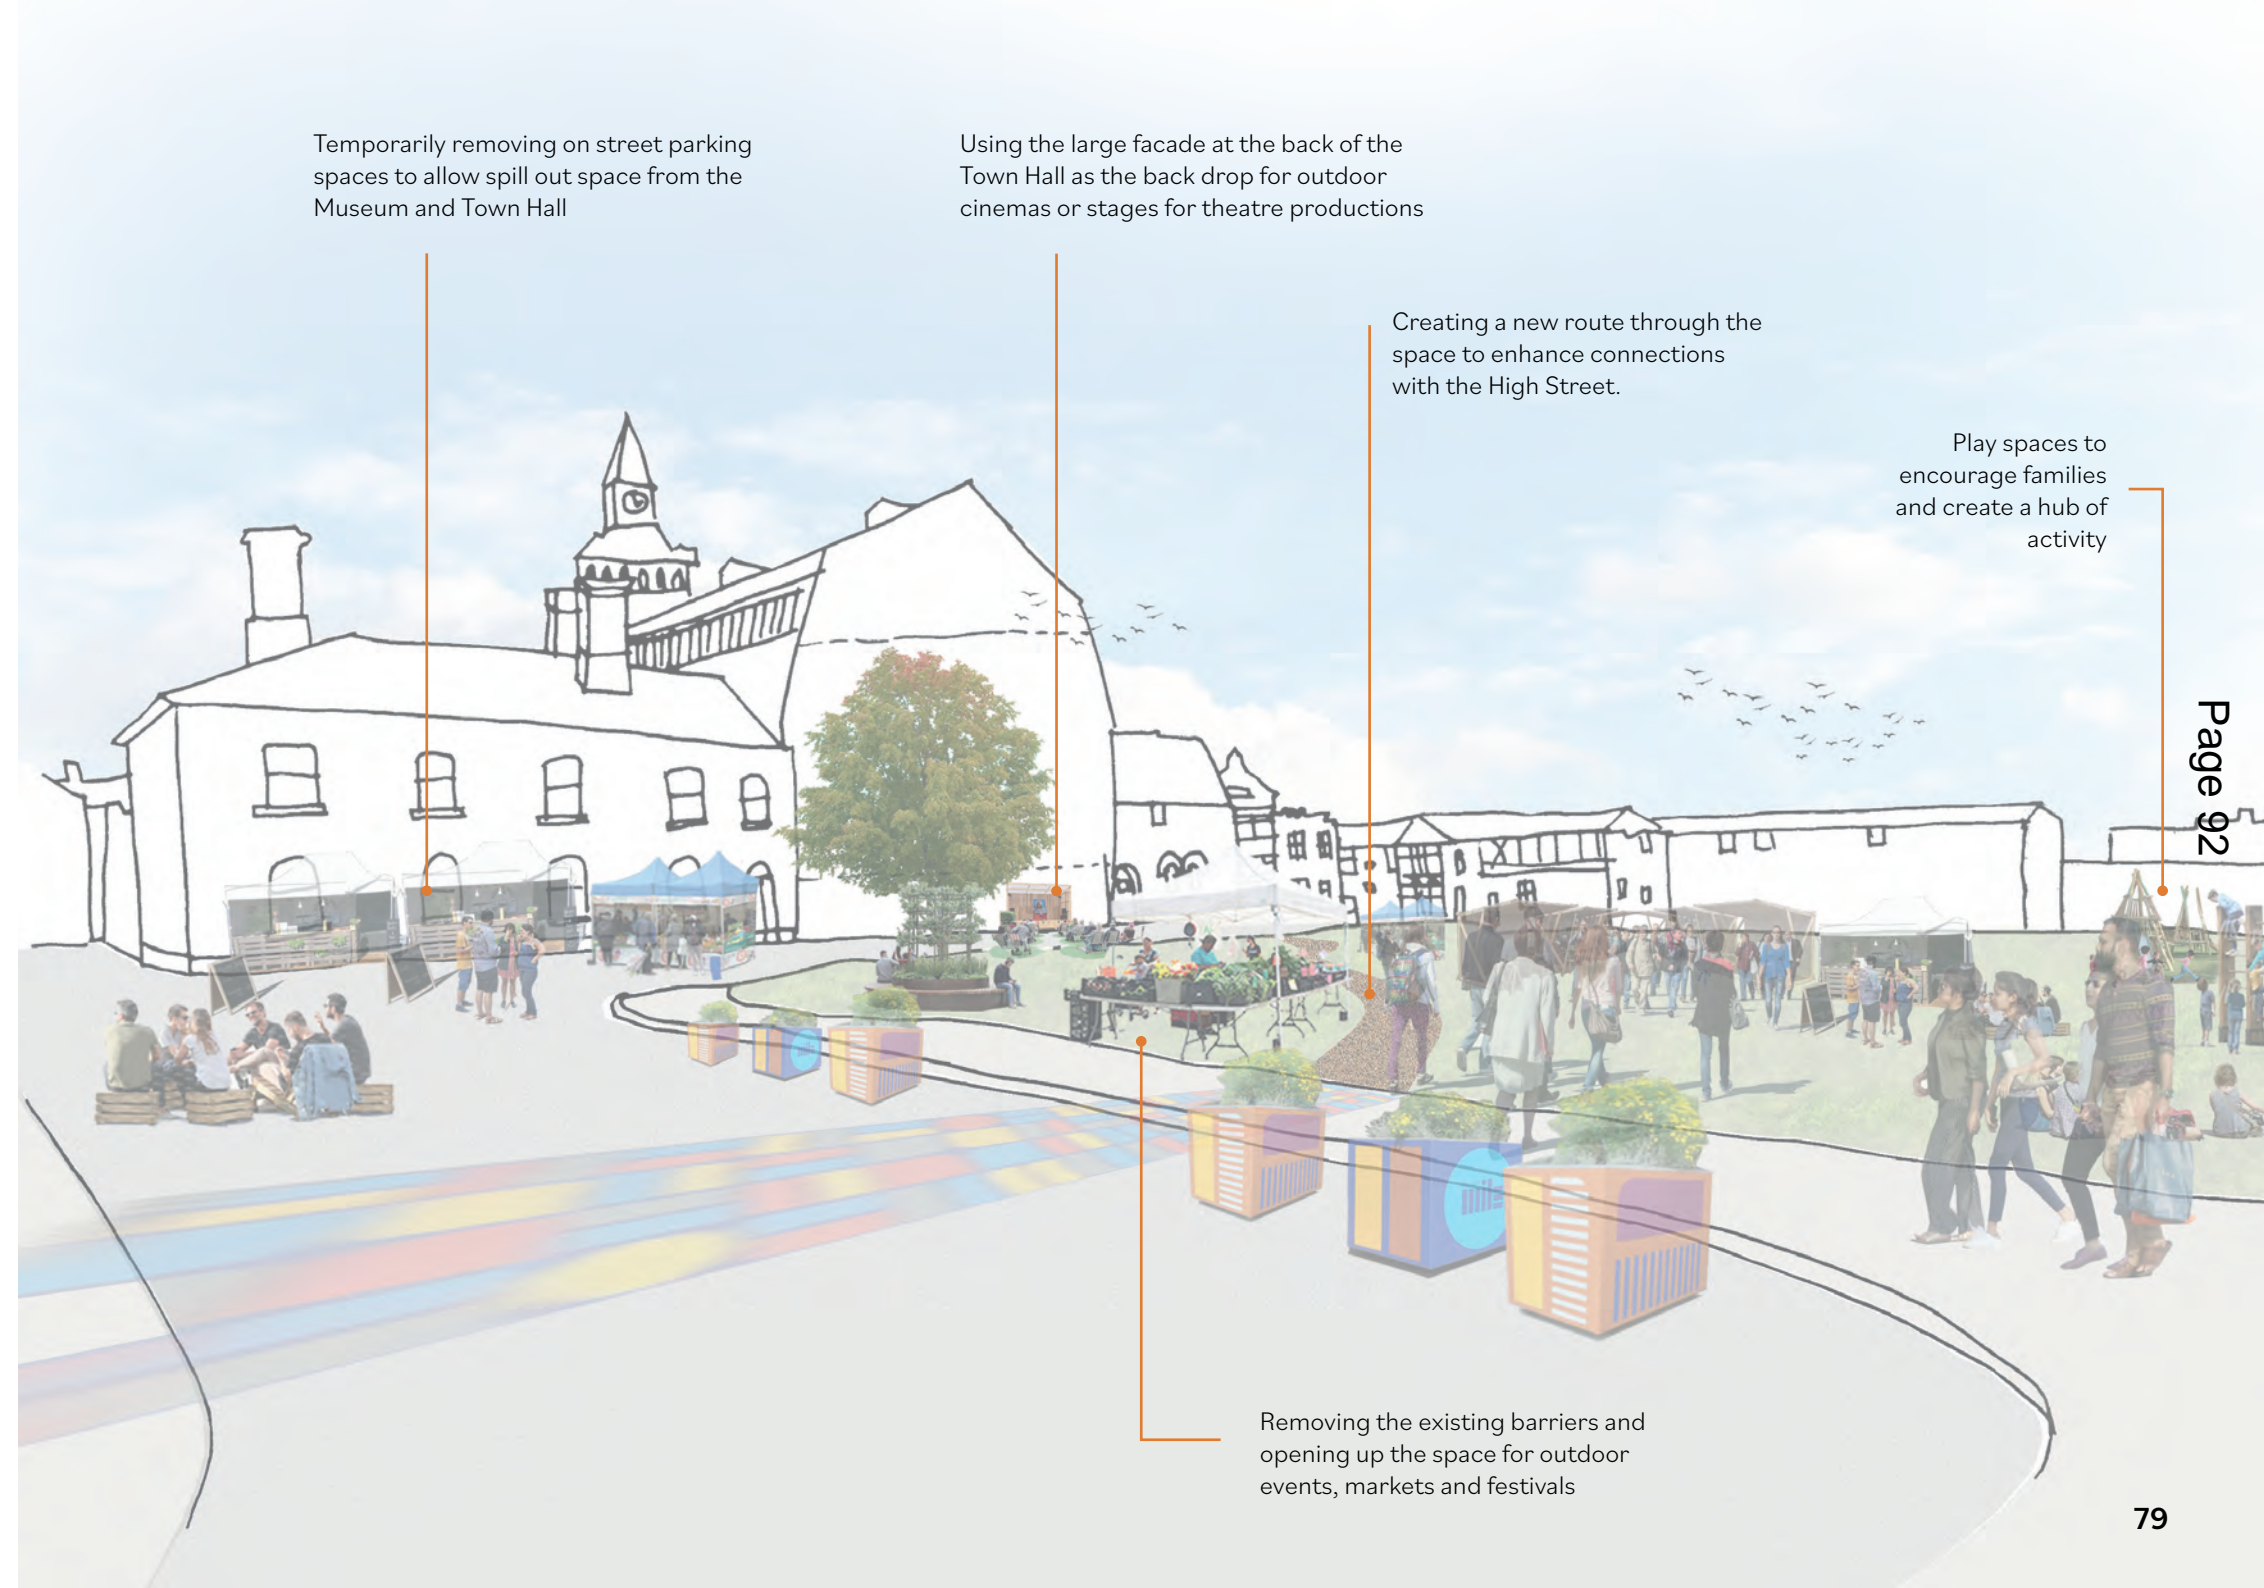 Temporarily removing on street parking
spaces to allow spill out space from the
Museum and Town Hall
Using the large facade at the back of the
Town Hall as the back drop for outdoor
cinemas or stages for theatre productions
Creating a new route through the
space to enhance connections
with the High Street.
Play spaces to
encourage families
and create a hub of
activity
Page 92
Removing the existing barriers and
opening up the space for outdoor
events, markets and festivals
79